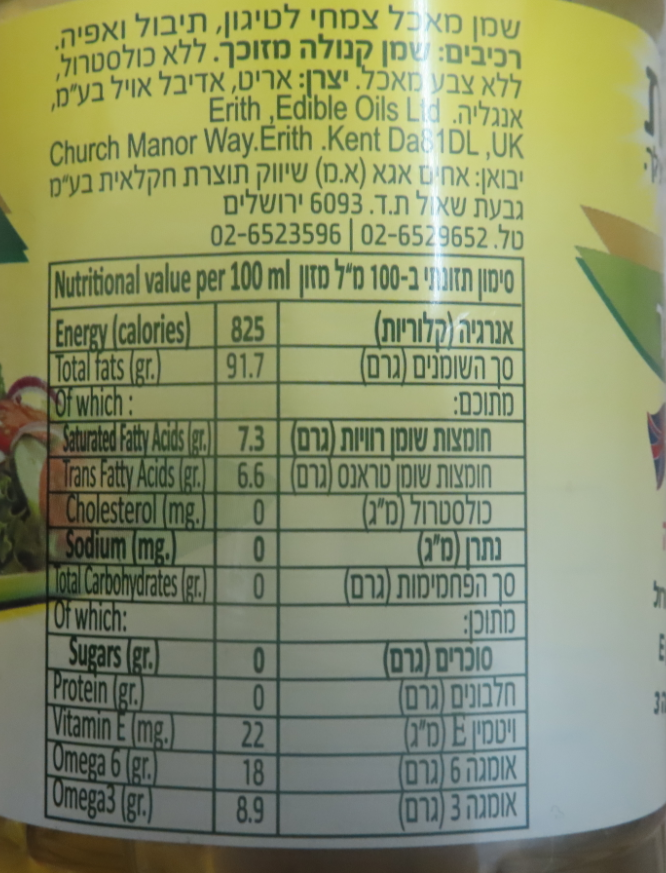 שמן מאכל צמחי לטיגון, תיבול ואפיה.
רכיבים: שמן קנולה מזוכך. ללא כולסטרול,
ללא צבע מאכל. יצרן: אריט, אדיבל אויל בע"מ,
אנגליה. Erith ,Edible Oils Ltd
Church Manor Way.Erith .Kent Da81DL ,UK
יבואן: אחים אגא (א.מ) שיווק תוצרת חקלאית בע"מ
גבעת שאול ת.ד. 6093 ירושלים
טל. 02-6529652 | 02-6523596
סימון תזונתי ב-100 מ"ל מזון Nutritional value per 100 ml
אנרגיה (קלוריות) 825 Energy (calories)
סך השומנים (גרם) 91.7 Total fats (gr.)
מתוכם: Of which :
חומצות שומן רוויות (גרם) 7.3 Saturated Fatty Acids (gr.)
חומצות שומן טראנס (גרם) 6.6 Trans Fatty Acids (gr.)
כולסטרול (מ"ג) 0 Cholesterol (mg.)
נתרן (מ"ג) 0 Sodium (mg.)
סך הפחמימות (גרם) 0 Total Carbohydrates (gr.)
מתוכן: Of which:
סוכרים (גרם) 0 Sugars (gr.)
חלבונים (גרם) 0 Protein (gr.)
ויטמין E (מ"ג) 22 Vitamin E (mg.)
אומגה 6 (גרם) 18 Omega 6 (gr.)
אומגה 3 (גרם) 8.9 Omega3 (gr.)